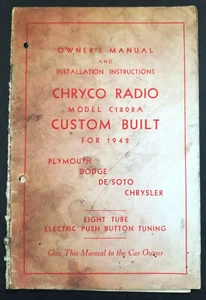 OWNER'S MANUAL
AND
INSTALLATION INSTRUCTIONS
CHRYCO RADIO
MODEL C1808A
CUSTOM BUILT
FOR 1942
PLYMOUTH
DODGE
DE/SOTO
CHRYSLER
EIGHT TUBE
ELECTRIC PUSH BUTTON TUNING
Give This Manual to the Car Owner